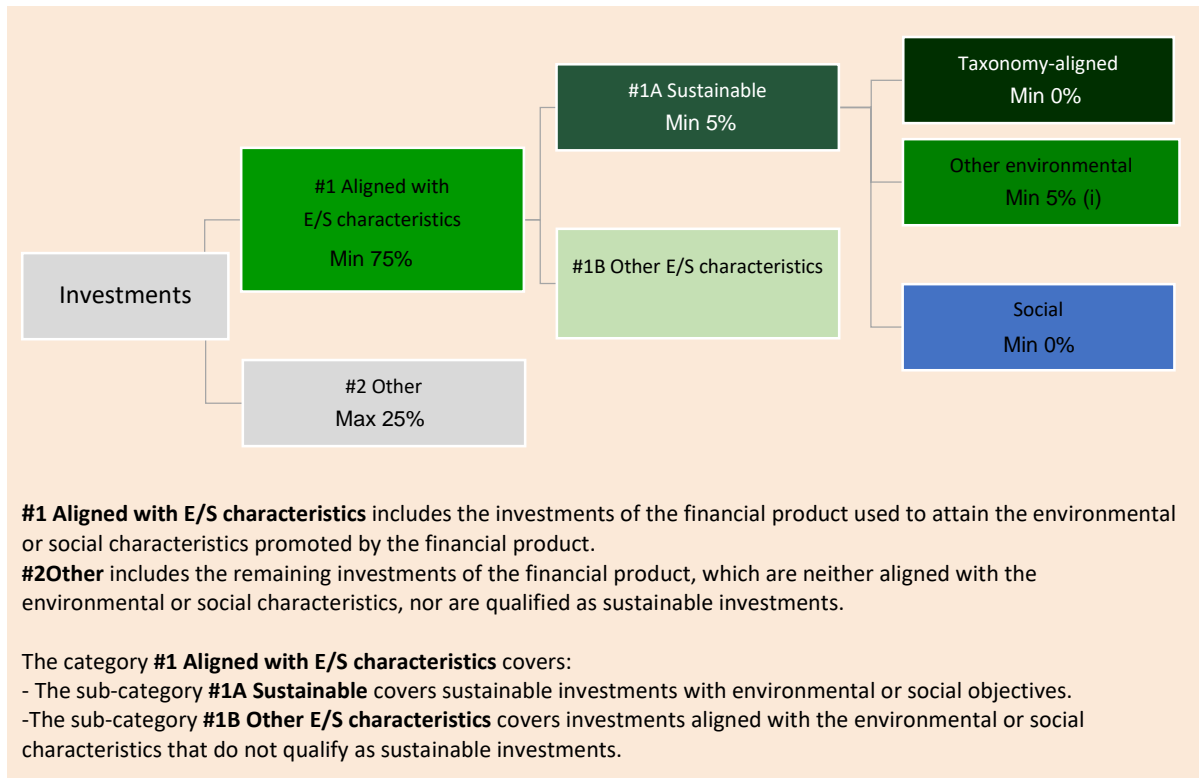 Investments
#1 Aligned with
E/S characteristics
Min 75%
#2 Other
Max 25%
#1A Sustainable
Min 5%
#1B Other E/S characteristics
Taxonomy-aligned
Min 0%
Other environmental
Min 5% (i)
Social
Min 0%
#1 Aligned with E/S characteristics includes the investments of the financial product used to attain the environmental
or social characteristics promoted by the financial product.
#2Other includes the remaining investments of the financial product, which are neither aligned with the
environmental or social characteristics, nor are qualified as sustainable investments.
The category #1 Aligned with E/S characteristics covers:
- The sub-category #1A Sustainable covers sustainable investments with environmental or social objectives.
-The sub-category #1B Other E/S characteristics covers investments aligned with the environmental or social
characteristics that do not qualify as sustainable investments.